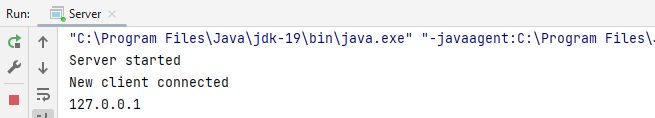 Run: Server
"C:\Program Files\Java\jdk-19\bin\java.exe" "-javaagent:C:\Program Files\
Server started
New client connected
127.0.0.1